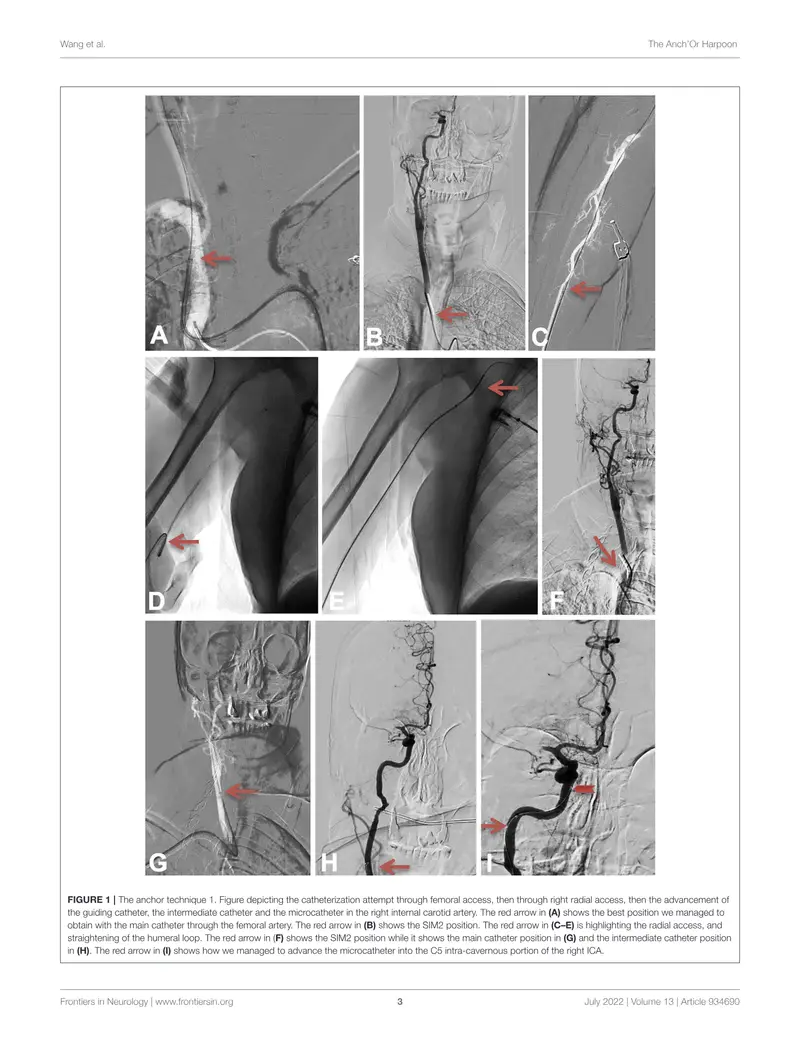 Wang et al.
The Anch'Or Harpoon
A
B
C
D
E
F
G
H
I
FIGURE 1 | The anchor technique 1. Figure depicting the catheterization attempt through femoral access, then through right radial access, then the advancement of
the guiding catheter, the intermediate catheter and the microcatheter in the right internal carotid artery. The red arrow in (A) shows the best position we managed to
obtain with the main catheter through the femoral artery. The red arrow in (B) shows the SIM2 position. The red arrow in (C–E) is highlighting the radial access, and
straightening of the humeral loop. The red arrow in (F) shows the SIM2 position while it shows the main catheter position in (G) and the intermediate catheter position
in (H). The red arrow in (I) shows how we managed to advance the microcatheter into the C5 intra-cavernous portion of the right ICA.
Frontiers in Neurology | www.frontiersin.org
3
July 2022 | Volume 13 | Article 934690